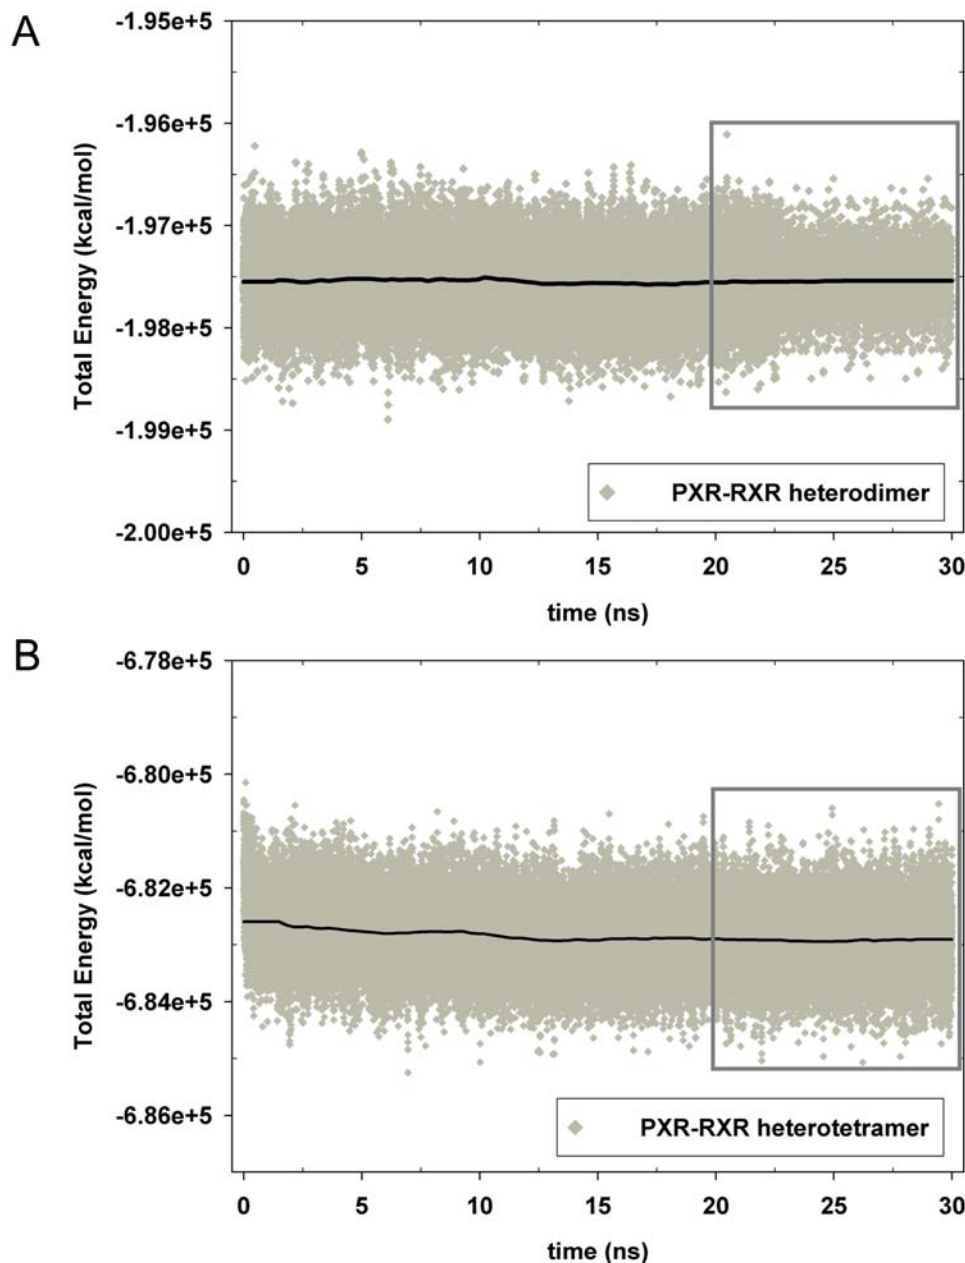 A
Total Energy (kcal/mol)
-1.95e+5
-1.96e+5
-1.97e+5
-1.98e+5
-1.99e+5
-2.00e+5
PXR-RXR heterodimer
0 5 10 15 20 25 30
time (ns)
B
Total Energy (kcal/mol)
-6.78e+5
-6.80e+5
-6.82e+5
-6.84e+5
-6.86e+5
PXR-RXR heterotetramer
0 5 10 15 20 25 30
time (ns)